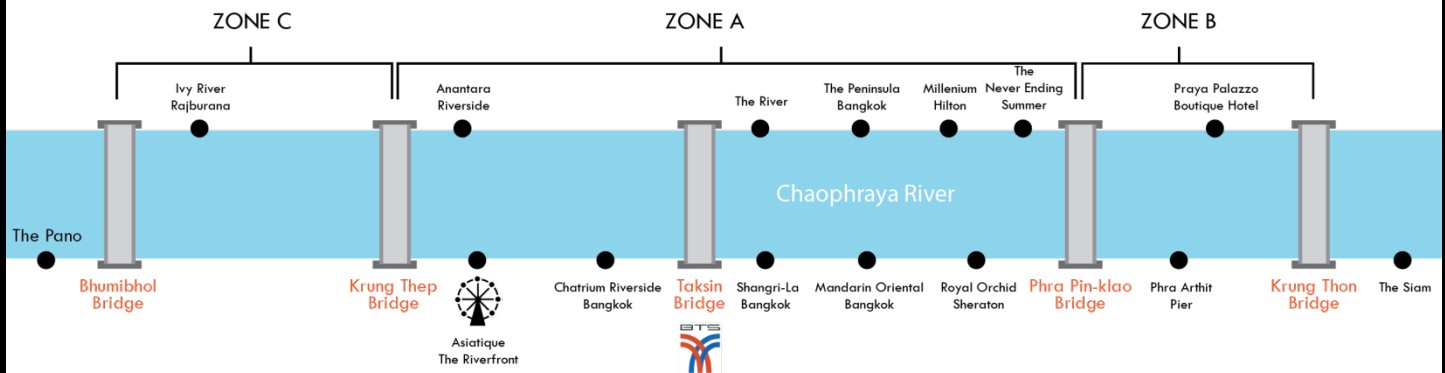 ZONE C
ZONE A
ZONE B
Ivy River
Rajburana
Anantara
Riverside
The River
The Peninsula
Bangkok
Millenium
Hilton
The
Never Ending
Summer
Praya Palazzo
Boutique Hotel
Chaophraya River
The Pano
Bhumibhol
Bridge
Krung Thep
Bridge
Asiatique
The Riverfront
Chatrium Riverside
Bangkok
Taksin
Bridge
BTS
Shangri-La
Bangkok
Mandarin Oriental
Bangkok
Royal Orchid
Sheraton
Phra Pin-klao
Bridge
Phra Arthit
Pier
Krung Thon
Bridge
The Siam